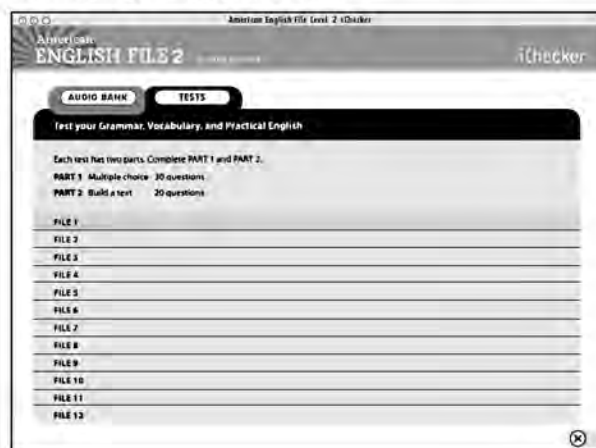 American English File Level 2 iChecker
American
ENGLISH FILE 2
iChecker
AUDIO BANK
TESTS
Test your Grammar, Vocabulary, and Practical English
Each test has two parts. Complete PART 1 and PART 2.
PART 1 Multiple choice 30 questions
PART 2 Build a text 20 questions
FILE 1
FILE 2
FILE 3
FILE 4
FILE 5
FILE 6
FILE 7
FILE 8
FILE 9
FILE 10
FILE 11
FILE 12